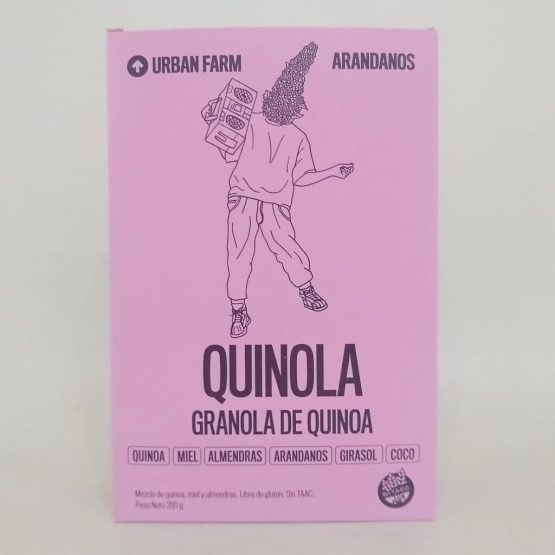 URBAN FARM
ARANDANOS
QUINOLA
GRANOLA DE QUINOA
QUINOA MIEL ALMENDRAS ARANDANOS GIRASOL COCO
Mezcla de quinoa, miel y almendras. Libre de gluten. Sin TAAC.
Peso Neto 280 g